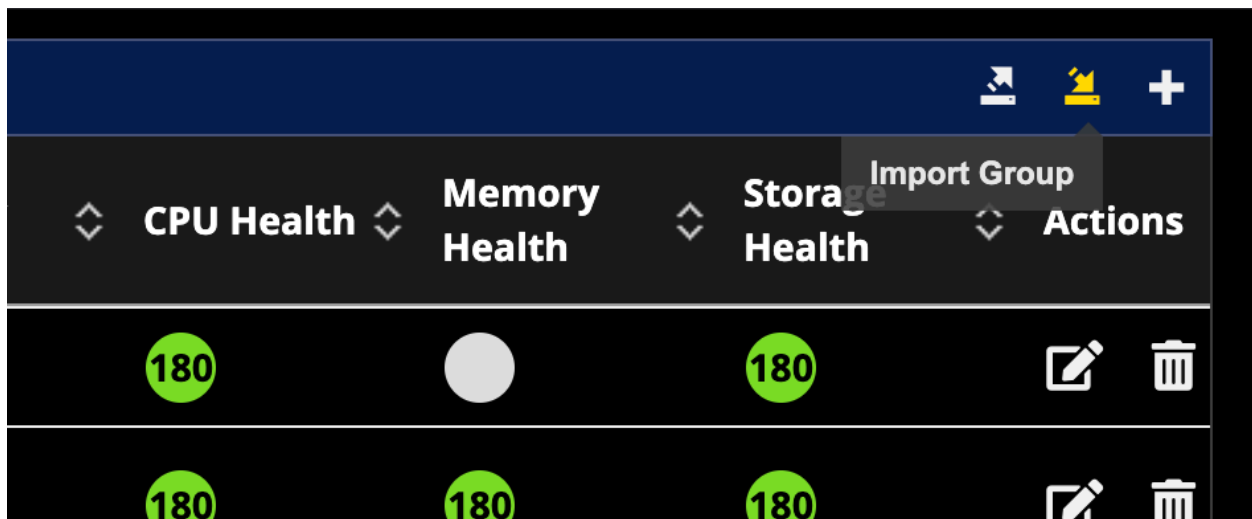 Import Group
CPU Health
Memory
Health
Storage
Health
Actions
180
180
180
180
180